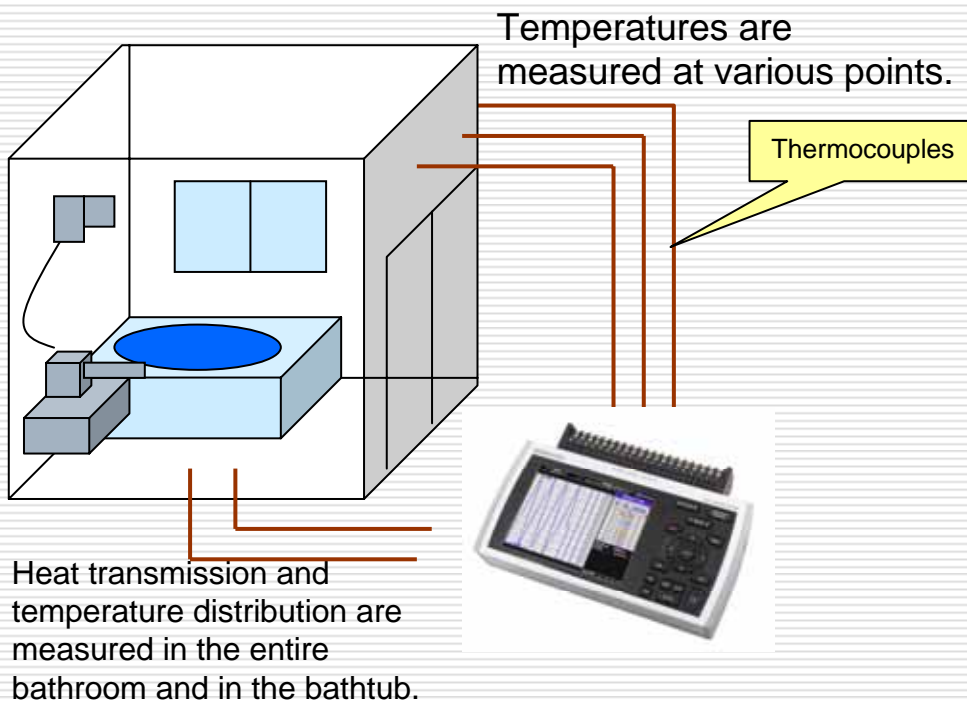 Temperatures are
measured at various points.
Thermocouples
Heat transmission and
temperature distribution are
measured in the entire
bathroom and in the bathtub.